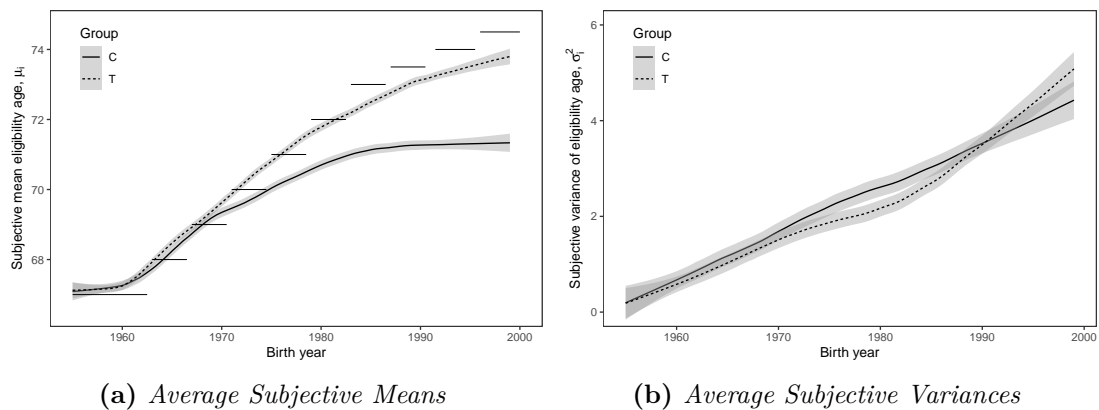 Subjective mean eligibility age, μi
74
72
70
68
Group
C
T
1960
1970
1980
1990
2000
Birth year
(a) Average Subjective Means
Subjective variance of eligibility age, σi²
6
4
2
0
Group
C
T
1960
1970
1980
1990
2000
Birth year
(b) Average Subjective Variances